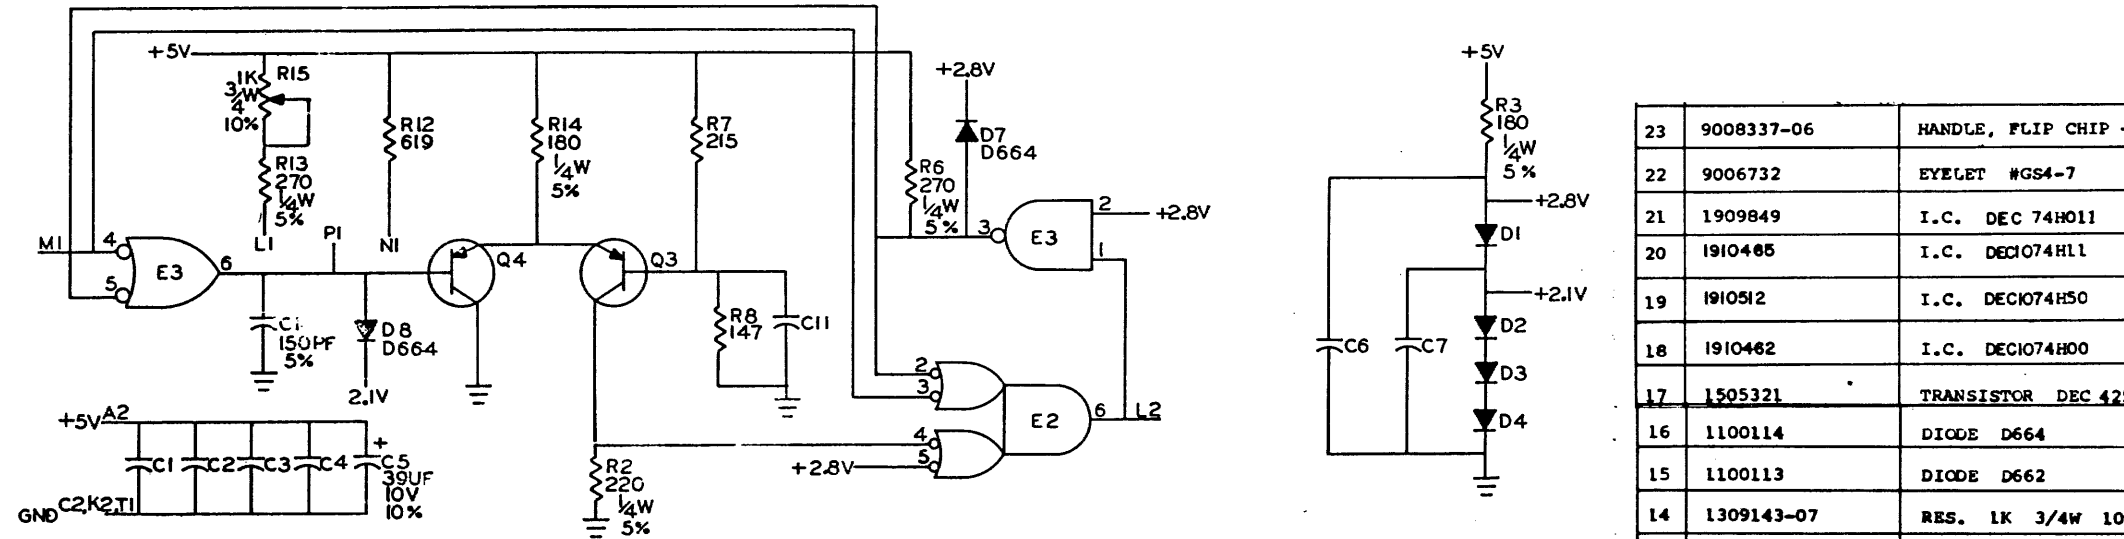 +5V
1K
3/4W
10%
R15
R13
270
1/4W
5%
L1
P1
R12
619
N1
R14
180
1/4W
5%
R7
215
+2.8V
D7
D664
R6
270
1/4W
5%
M1
4
5
E3
6
C1
150PF
5%
D8
D664
2.1V
Q4
Q3
R8
147
C11
3
E3
2
+2.8V
1
2
3
4
5
E2
6
L2
+2.8V
R2
220
1/4W
5%
+5V A2
C1
C2
C3
C4
+
C5
39UF
10V
10%
GND C2,K2,T1
+5V
R3
180
1/4W
5%
+2.8V
D1
+2.1V
D2
D3
D4
C6
C7
23 9008337-06 HANDLE, FLIP CHIP
22 9006732 EYELET #GS4-7
21 1909849 I.C. DEC 74H011
20 1910465 I.C. DEC1074H11
19 1910512 I.C. DEC1074H50
18 1910462 I.C. DEC1074H00
17 1505321 TRANSISTOR DEC
16 1100114 DIODE D664
15 1100113 DIODE D662
14 1309143-07 RES. 1K 3/4W